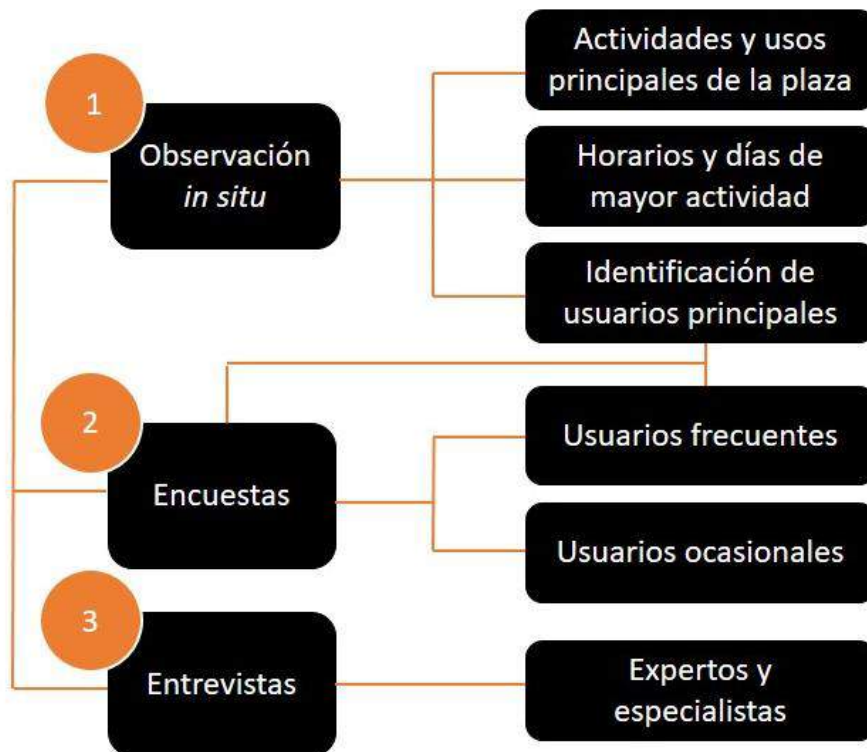 1
Observación
in situ
Actividades y usos
principales de la plaza
Horarios y días de
mayor actividad
Identificación de
usuarios principales
2
Encuestas
Usuarios frecuentes
Usuarios ocasionales
3
Entrevistas
Expertos y
especialistas